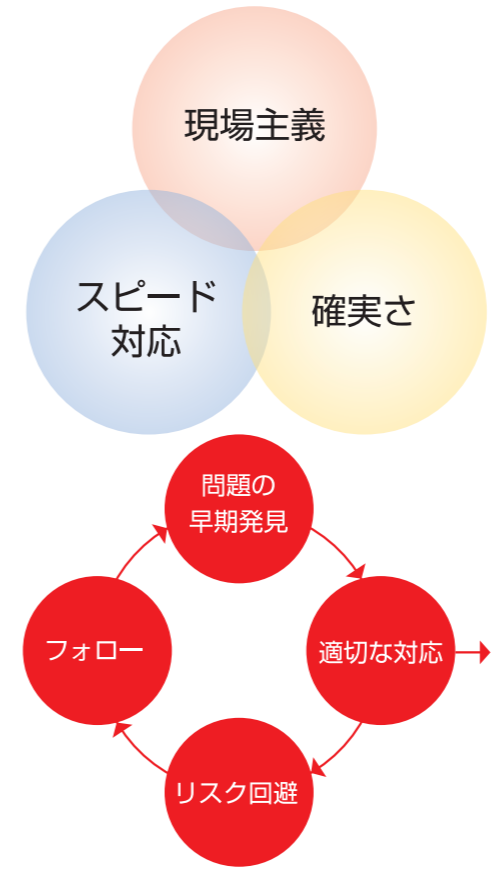 現場主義
スピード
対応
確実さ
問題の
早期発見
フォロー
適切な対応
リスク回避